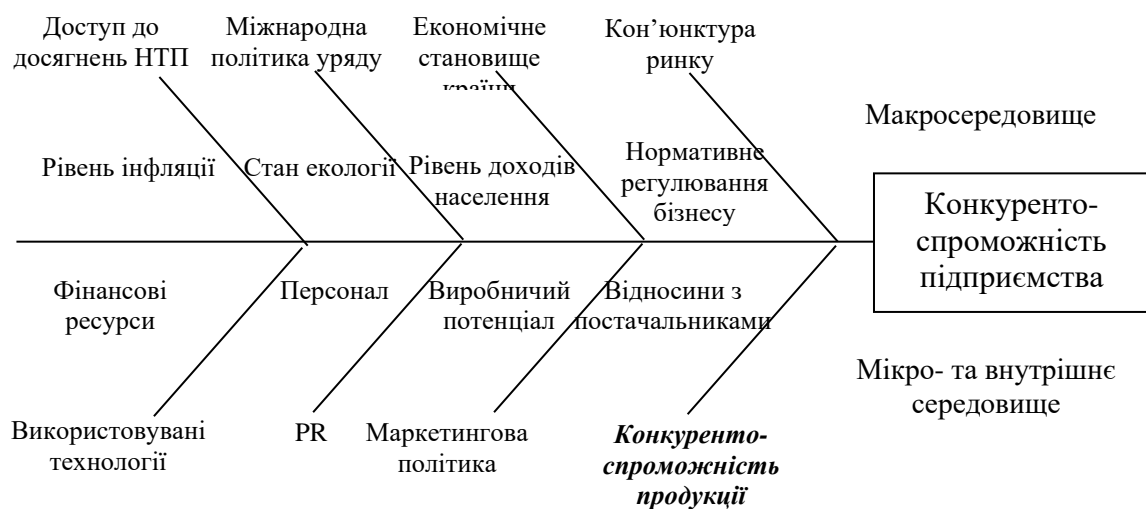 Доступ до
досягнень НТП
Міжнародна
політика уряду
Економічне
становище
країни
Кон’юнктура
ринку
Макросередовище
Рівень інфляції
Стан екології
Рівень доходів
населення
Нормативне
регулювання
бізнесу
Конкуренто-
спроможність
підприємства
Фінансові
ресурси
Персонал
Виробничий
потенціал
Відносини з
постачальниками
Мікро- та внутрішнє
середовище
Використовувані
технології
PR
Маркетингова
політика
Конкуренто-
спроможність
продукції